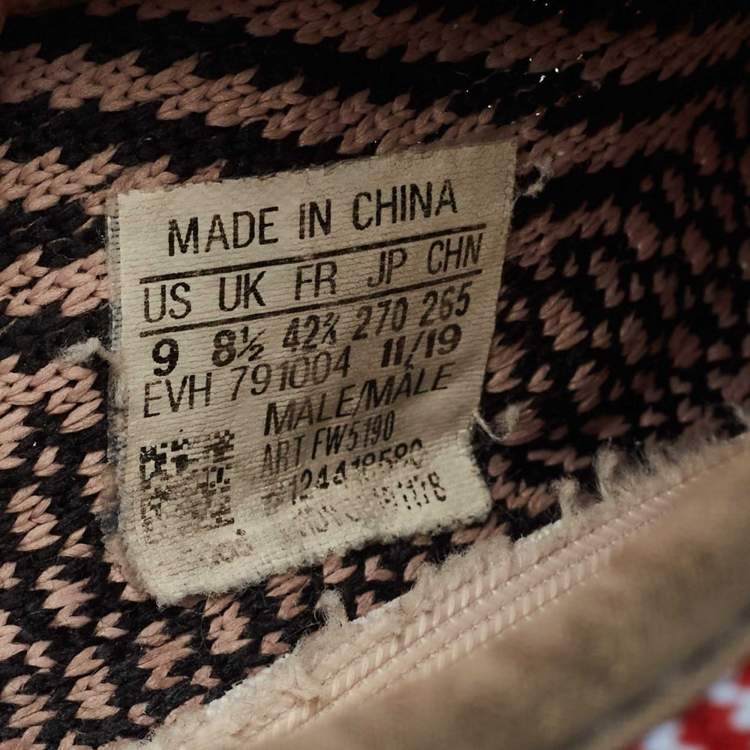 MADE IN CHINA
US UK FR JP CHN
9 8½ 42⅔ 270 265
EVH 791004 11/19
MALE/MÂLE
ART FW5190